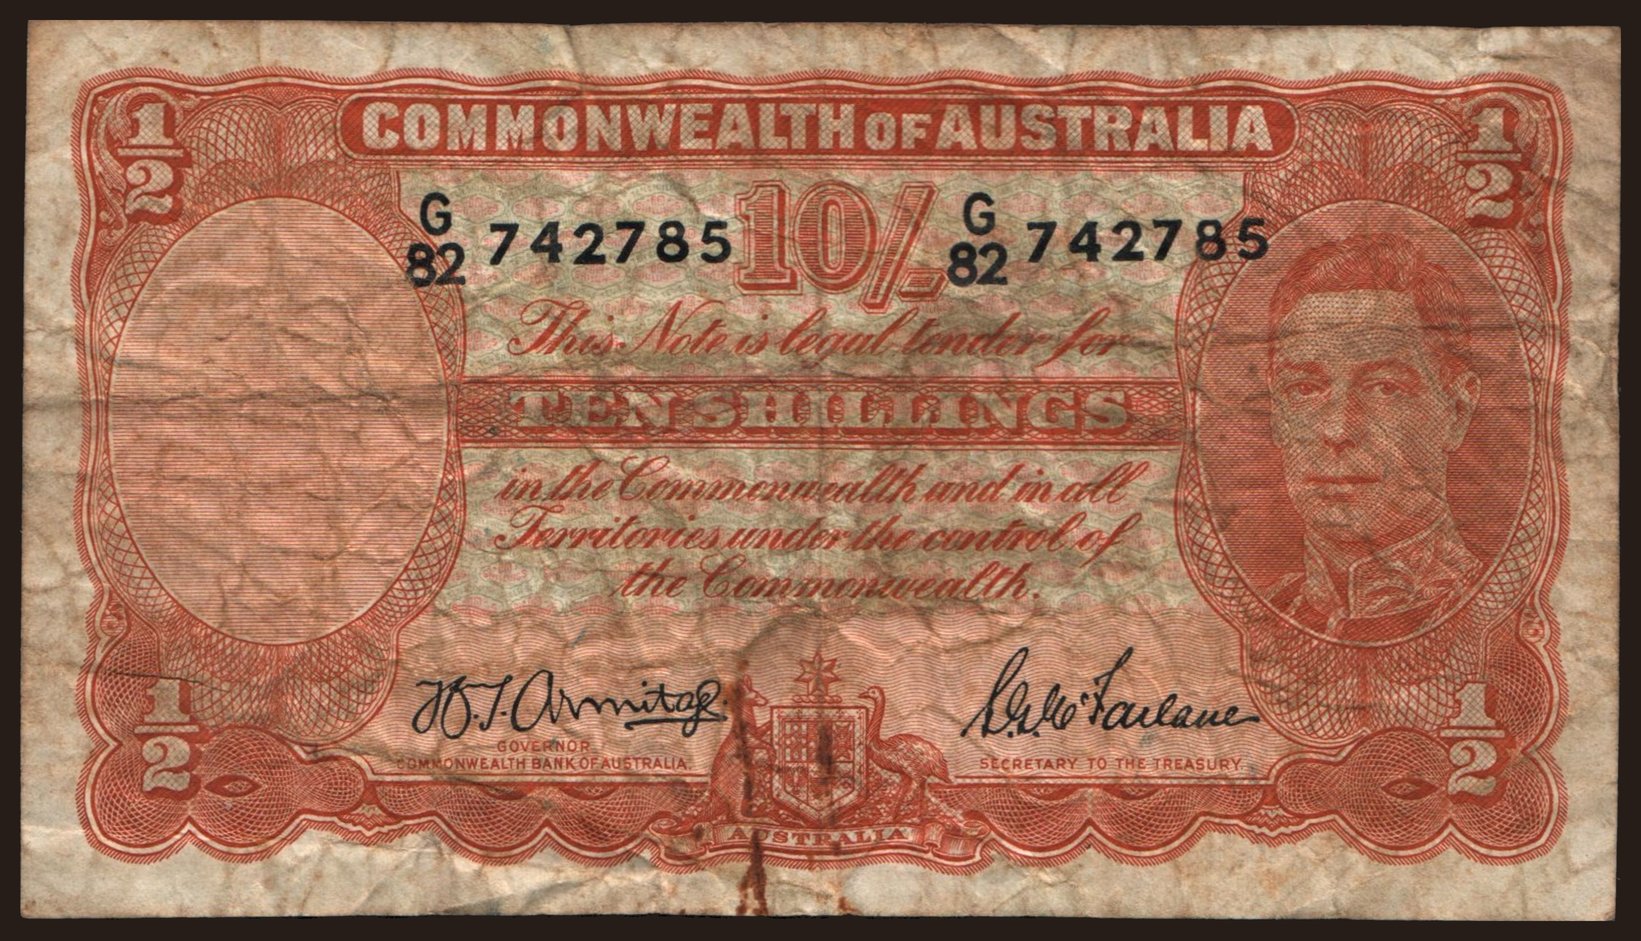 1/2 COMMONWEALTH OF AUSTRALIA 1/2
G/82 742785 10/- G/82 742785
This Note is legal tender for
TEN SHILLINGS
in the Commonwealth and in all
Territories under the control of
the Commonwealth.
H.T. Armitage. S.G. McFarlane
1/2 GOVERNOR 1/2
COMMONWEALTH BANK OF AUSTRALIA. SECRETARY TO THE TREASURY.
AUSTRALIA